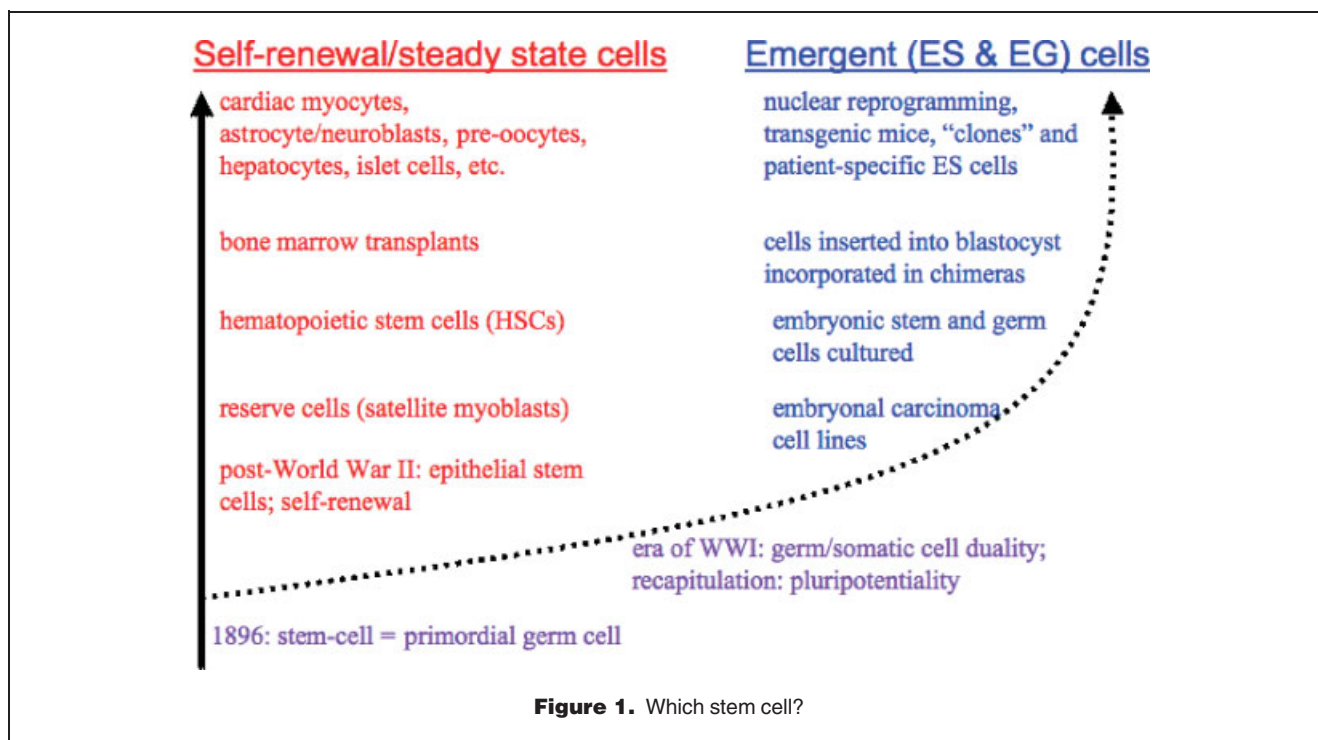 Self-renewal/steady state cells
cardiac myocytes,
astrocyte/neuroblasts, pre-oocytes,
hepatocytes, islet cells, etc.
bone marrow transplants
hematopoietic stem cells (HSCs)
reserve cells (satellite myoblasts)
post-World War II: epithelial stem
cells; self-renewal
Emergent (ES & EG) cells
nuclear reprogramming,
transgenic mice, “clones” and
patient-specific ES cells
cells inserted into blastocyst
incorporated in chimeras
embryonic stem and germ
cells cultured
embryonal carcinoma
cell lines
era of WWI: germ/somatic cell duality;
recapitulation: pluripotentiality
1896: stem-cell = primordial germ cell
Figure 1. Which stem cell?